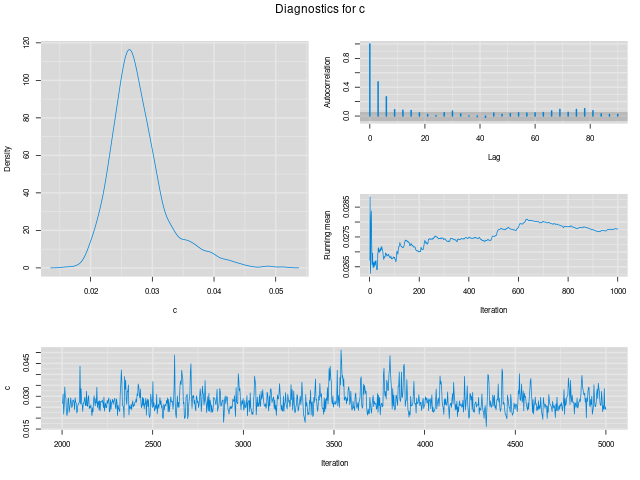 Diagnostics for c
Density
0 20 40 60 80 100 120
0.02 0.03 0.04 0.05
c
Autocorrelation
0.0 0.4 0.8
0 20 40 60 80
Lag
Running mean
0.0265 0.0275 0.0285
0 200 400 600 800 1000
Iteration
c
0.015 0.030 0.045
2000 2500 3000 3500 4000 4500 5000
Iteration